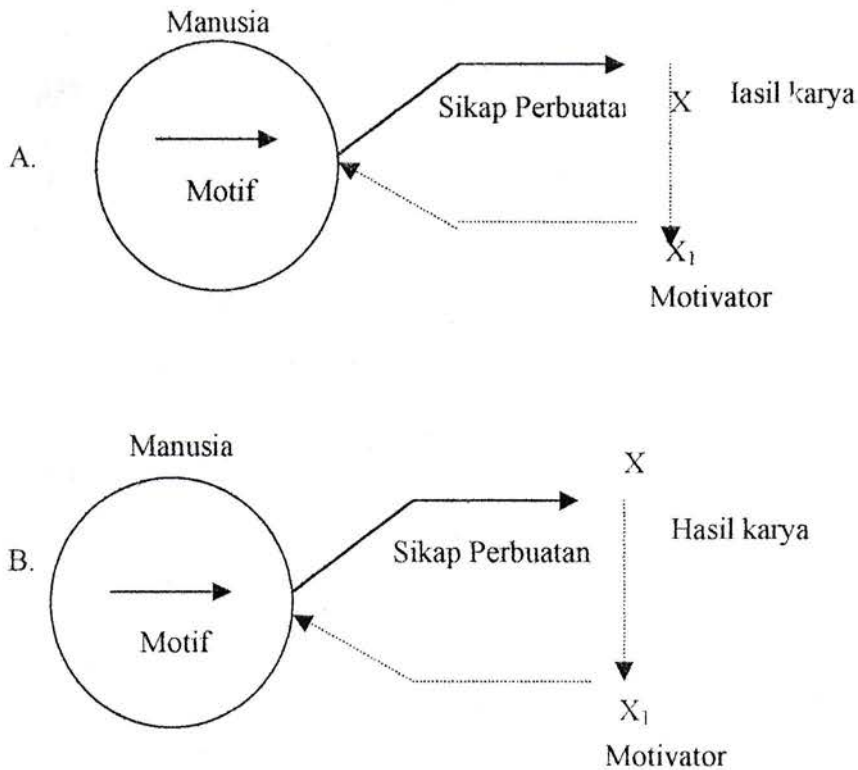 Manusia
A.
Motif
Sikap Perbuatan
X
Hasil karya
X₁
Motivator
Manusia
B.
Motif
Sikap Perbuatan
X
Hasil karya
X₁
Motivator